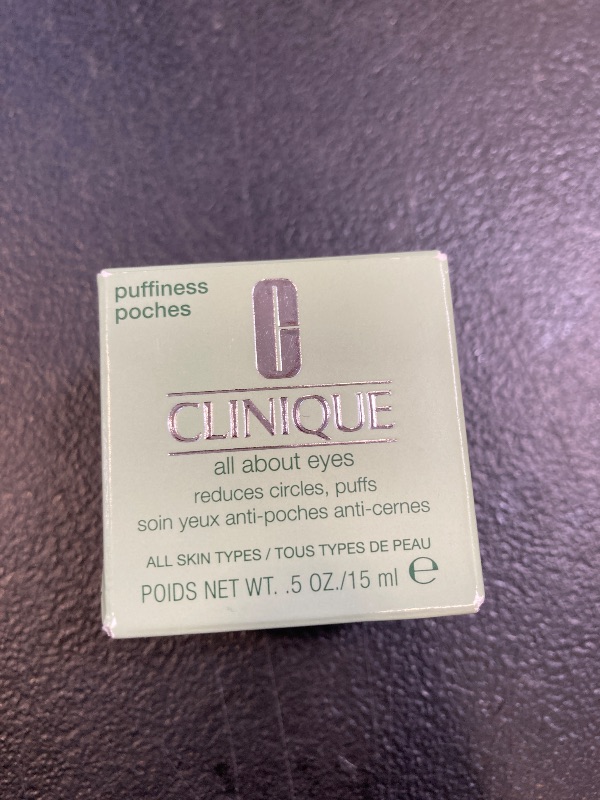 puffiness
poches
C
CLINIQUE
all about eyes
reduces circles, puffs
soin yeux anti-poches anti-cernes
ALL SKIN TYPES / TOUS TYPES DE PEAU
POIDS NET WT. .5 OZ./15 ml ℮